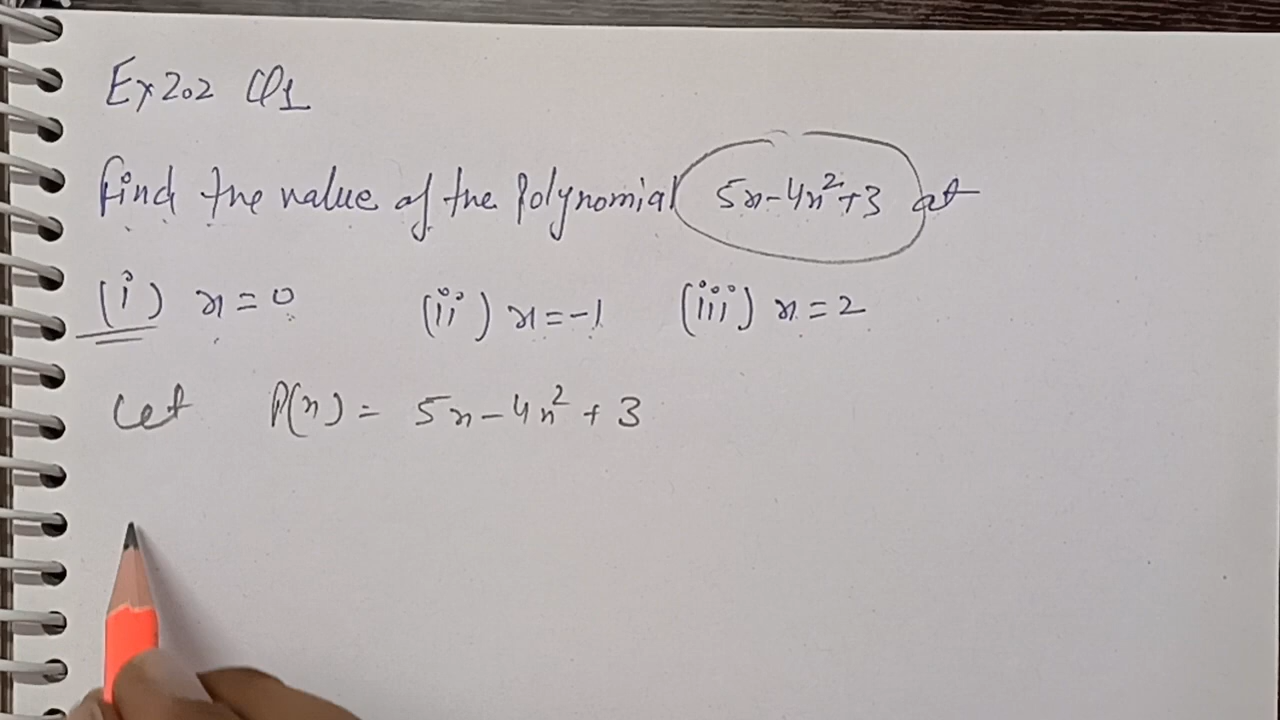 Ex 2.2 Q1
Find the value of the Polynomial 5x-4x²+3 at
(i) x=0 (ii) x=-1 (iii) x=2
Let P(x) = 5x-4x²+3